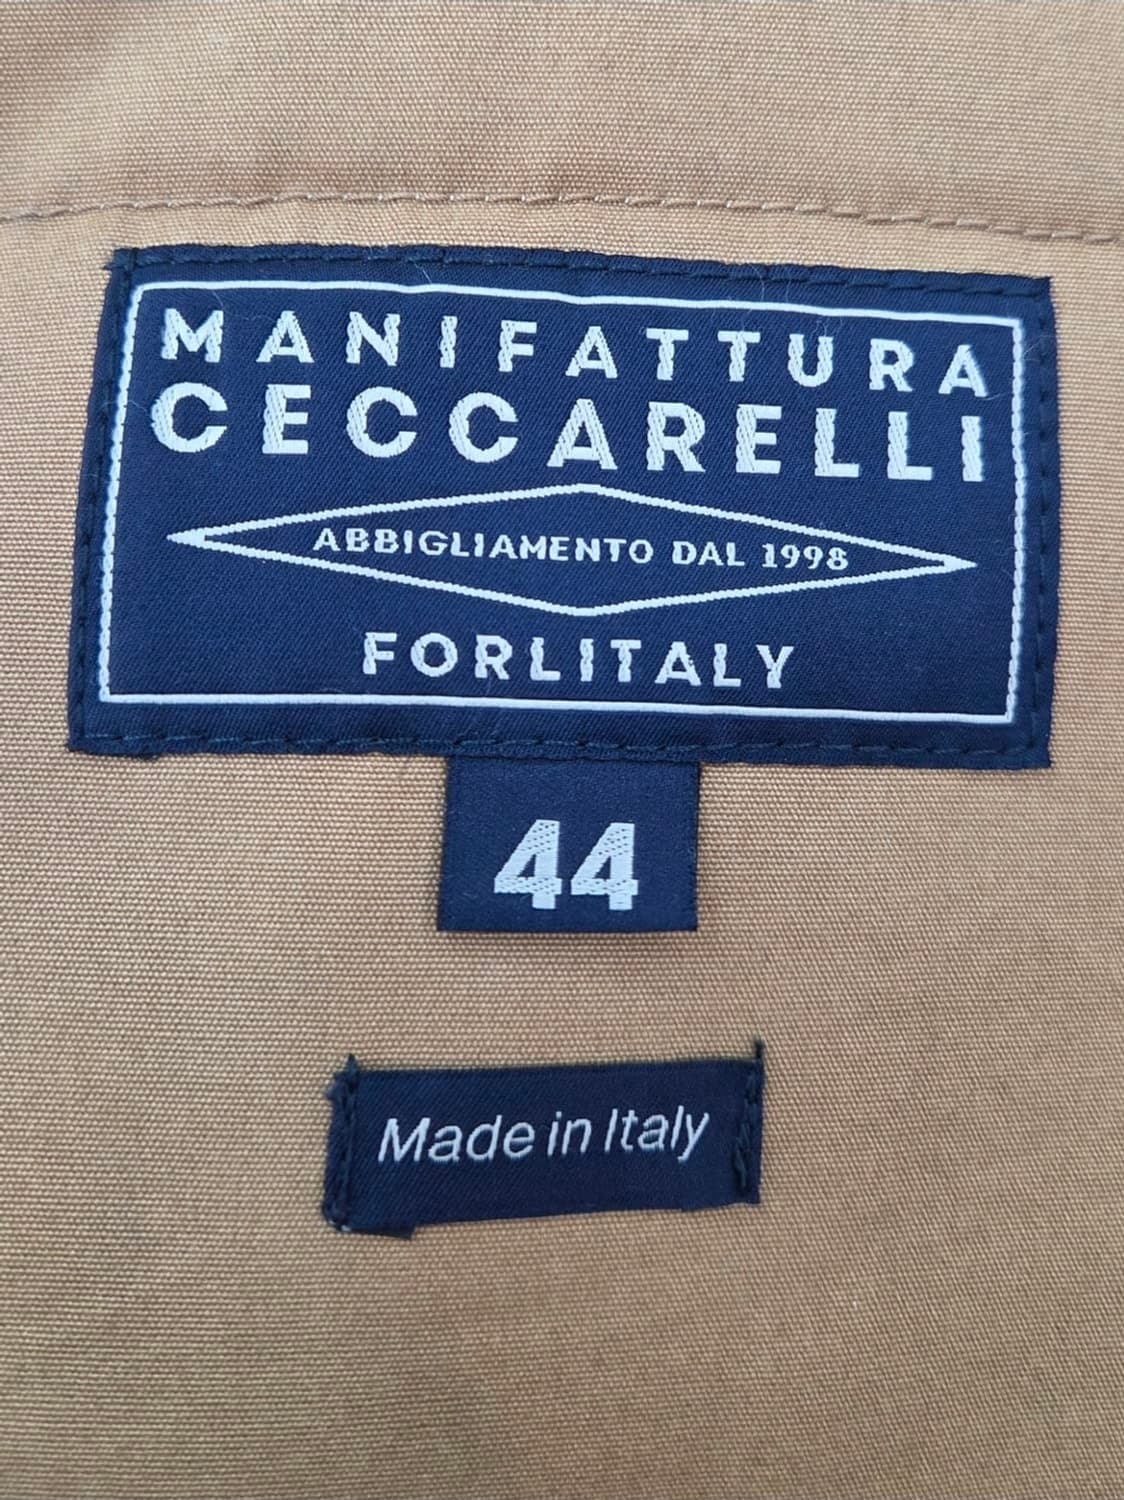 MANIFATTURA
CECCARELLI
ABBIGLIAMENTO DAL 1998
FORLITALY
44
Made in Italy